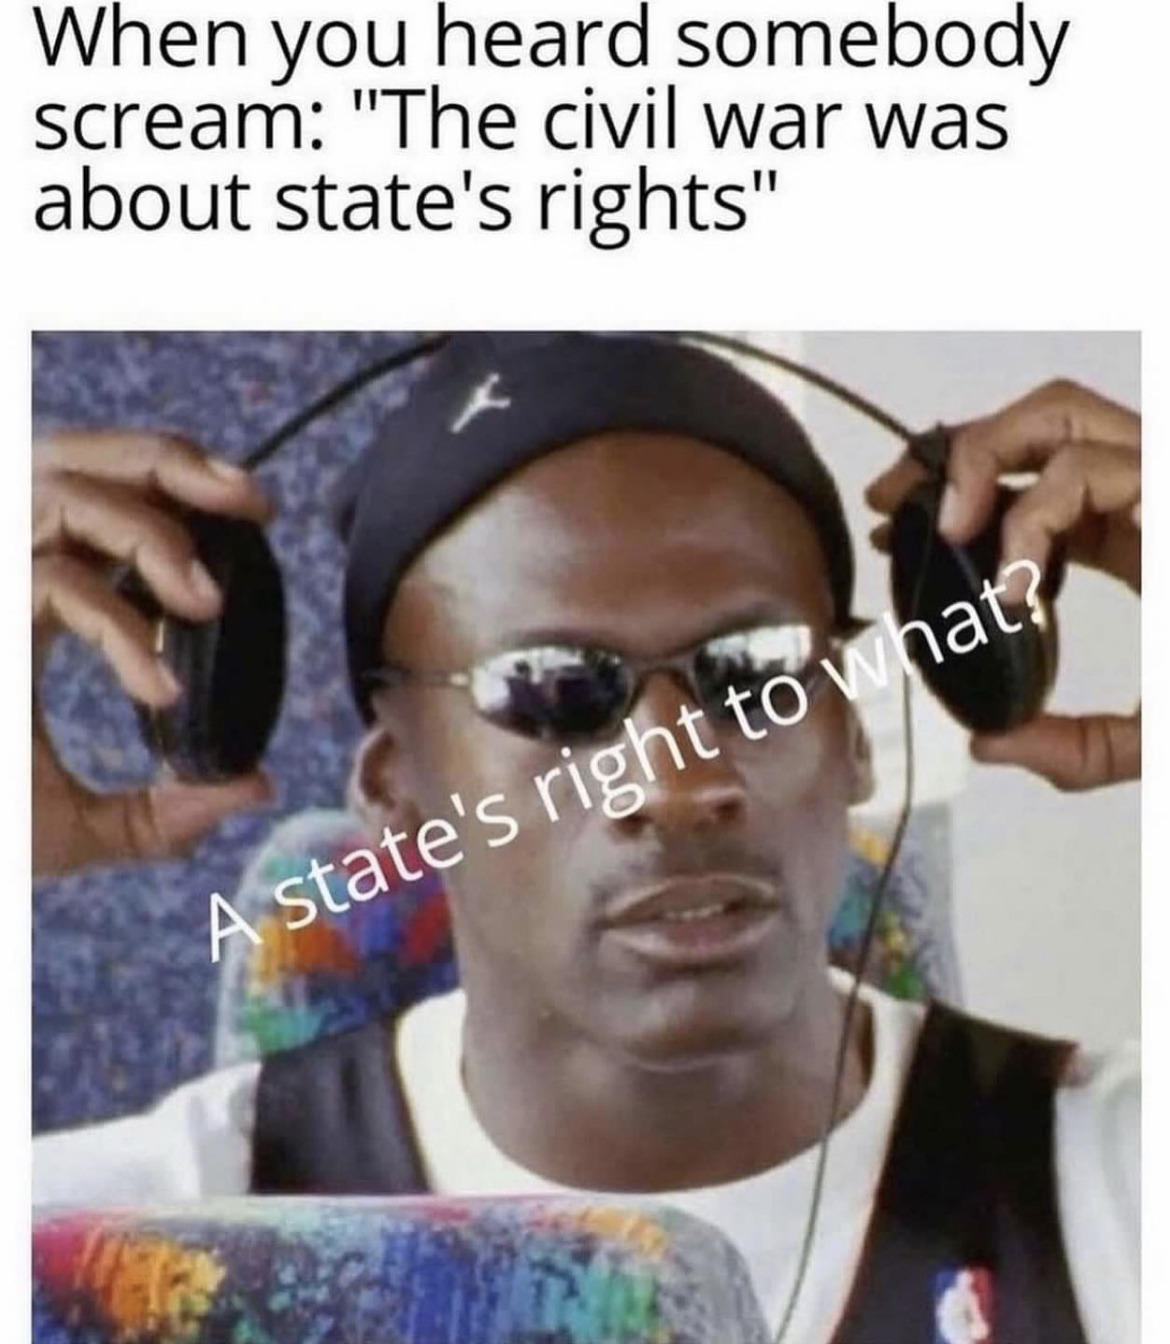 When you heard somebody
scream: "The civil war was
about state's rights"
A state's right to what?